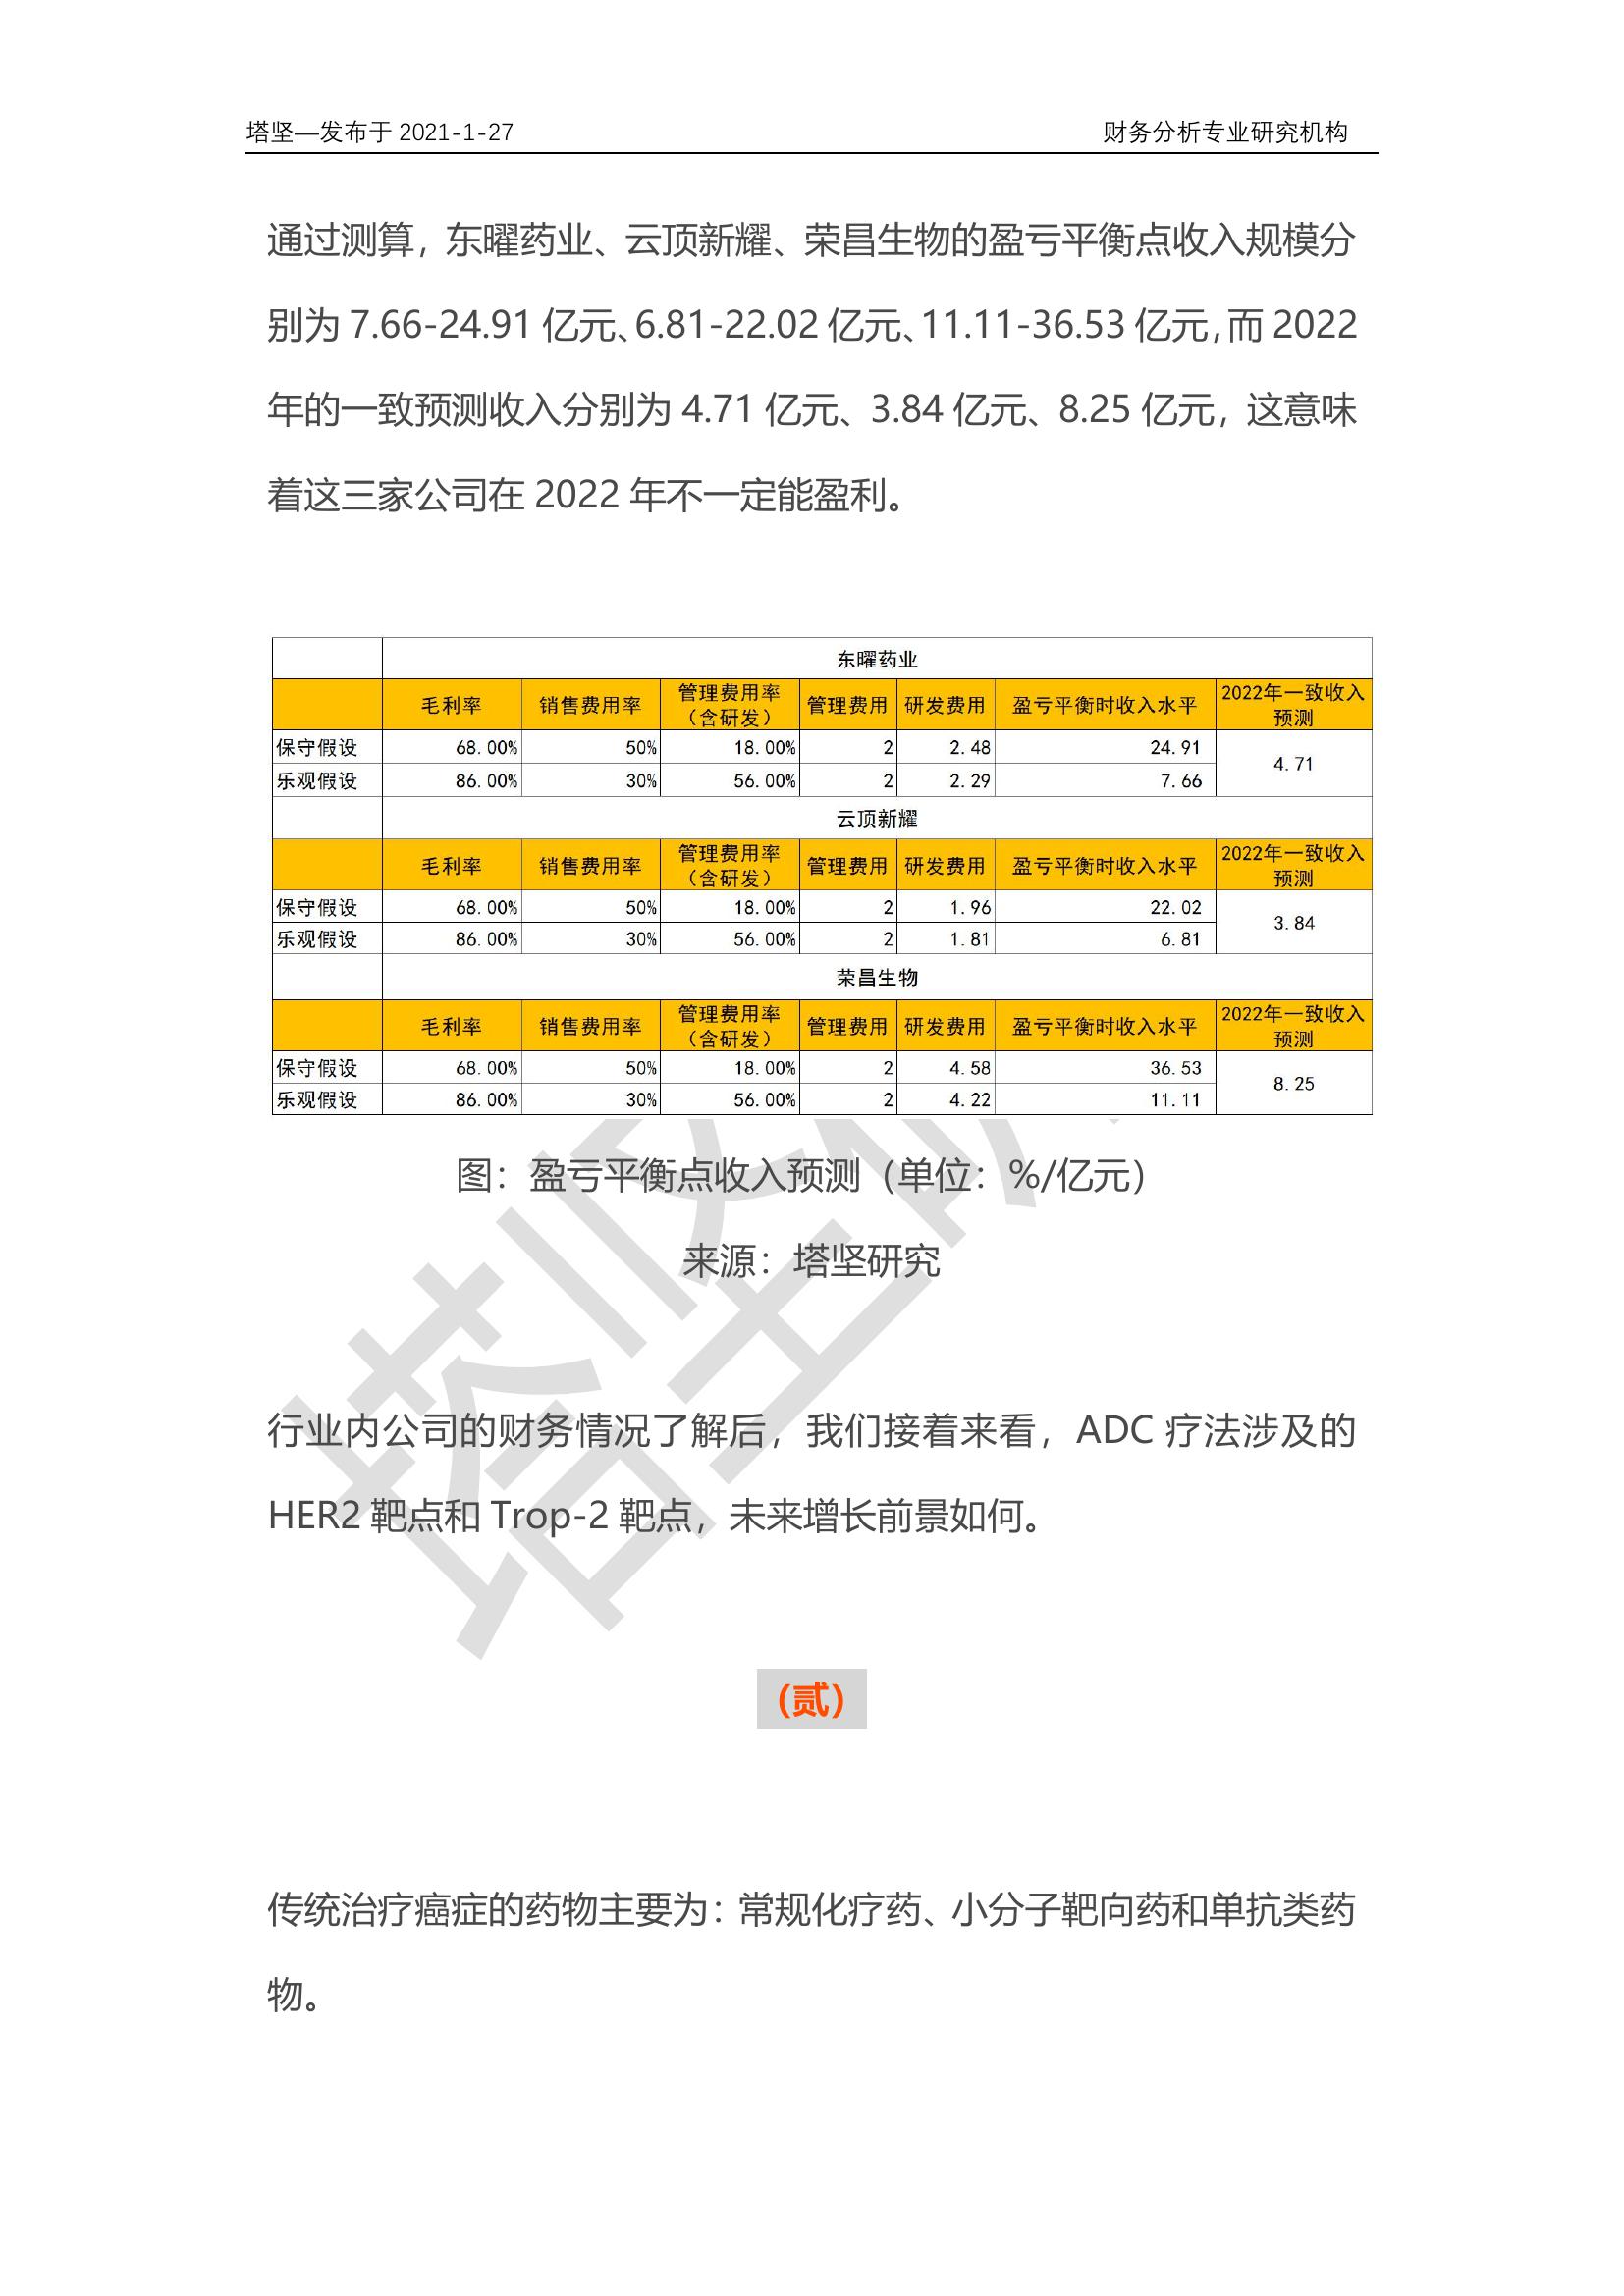 塔坚—发布于 2021-1-27 财务分析专业研究机构
通过测算，东曜药业、云顶新耀、荣昌生物的盈亏平衡点收入规模分
别为 7.66-24.91 亿元、6.81-22.02 亿元、11.11-36.53 亿元，而 2022
年的一致预测收入分别为 4.71 亿元、3.84 亿元、8.25 亿元，这意味
着这三家公司在 2022 年不一定能盈利。
东曜药业
毛利率 销售费用率 管理费用率（含研发） 管理费用 研发费用 盈亏平衡时收入水平 2022年一致收入预测
保守假设 68.00% 50% 18.00% 2 2.48 24.91 4.71
乐观假设 86.00% 30% 56.00% 2 2.29 7.66
云顶新耀
毛利率 销售费用率 管理费用率（含研发） 管理费用 研发费用 盈亏平衡时收入水平 2022年一致收入预测
保守假设 68.00% 50% 18.00% 2 1.96 22.02 3.84
乐观假设 86.00% 30% 56.00% 2 1.81 6.81
荣昌生物
毛利率 销售费用率 管理费用率（含研发） 管理费用 研发费用 盈亏平衡时收入水平 2022年一致收入预测
保守假设 68.00% 50% 18.00% 2 4.58 36.53 8.25
乐观假设 86.00% 30% 56.00% 2 4.22 11.11
图：盈亏平衡点收入预测（单位：%/亿元）
来源：塔坚研究
行业内公司的财务情况了解后，我们接着来看，ADC 疗法涉及的
HER2 靶点和 Trop-2 靶点，未来增长前景如何。
（贰）
传统治疗癌症的药物主要为：常规化疗药、小分子靶向药和单抗类药
物。
塔坚